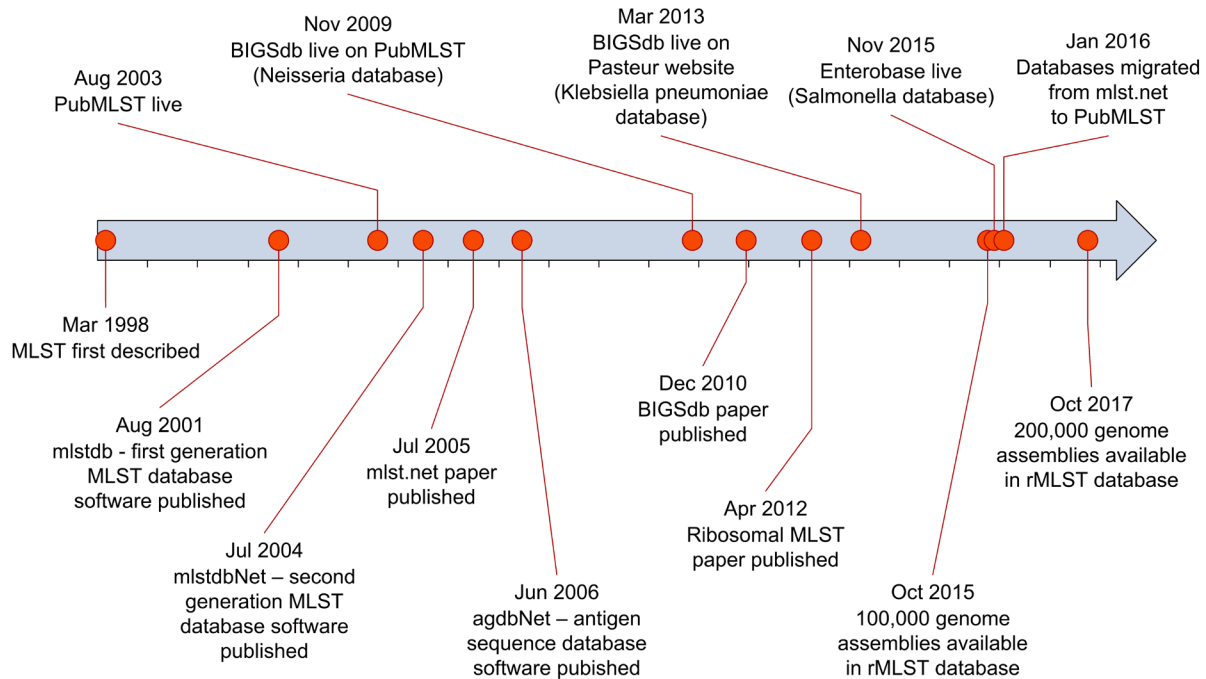 Aug 2003
PubMLST live
Nov 2009
BIGSdb live on PubMLST
(Neisseria database)
Mar 2013
BIGSdb live on
Pasteur website
(Klebsiella pneumoniae
database)
Nov 2015
Enterobase live
(Salmonella database)
Jan 2016
Databases migrated
from mlst.net
to PubMLST
Mar 1998
MLST first described
Aug 2001
mlstdb - first generation
MLST database
software published
Jul 2004
mlstdbNet – second
generation MLST
database software
published
Jul 2005
mlst.net paper
published
Jun 2006
agdbNet – antigen
sequence database
software pubished
Dec 2010
BIGSdb paper
published
Apr 2012
Ribosomal MLST
paper published
Oct 2015
100,000 genome
assemblies available
in rMLST database
Oct 2017
200,000 genome
assemblies available
in rMLST database